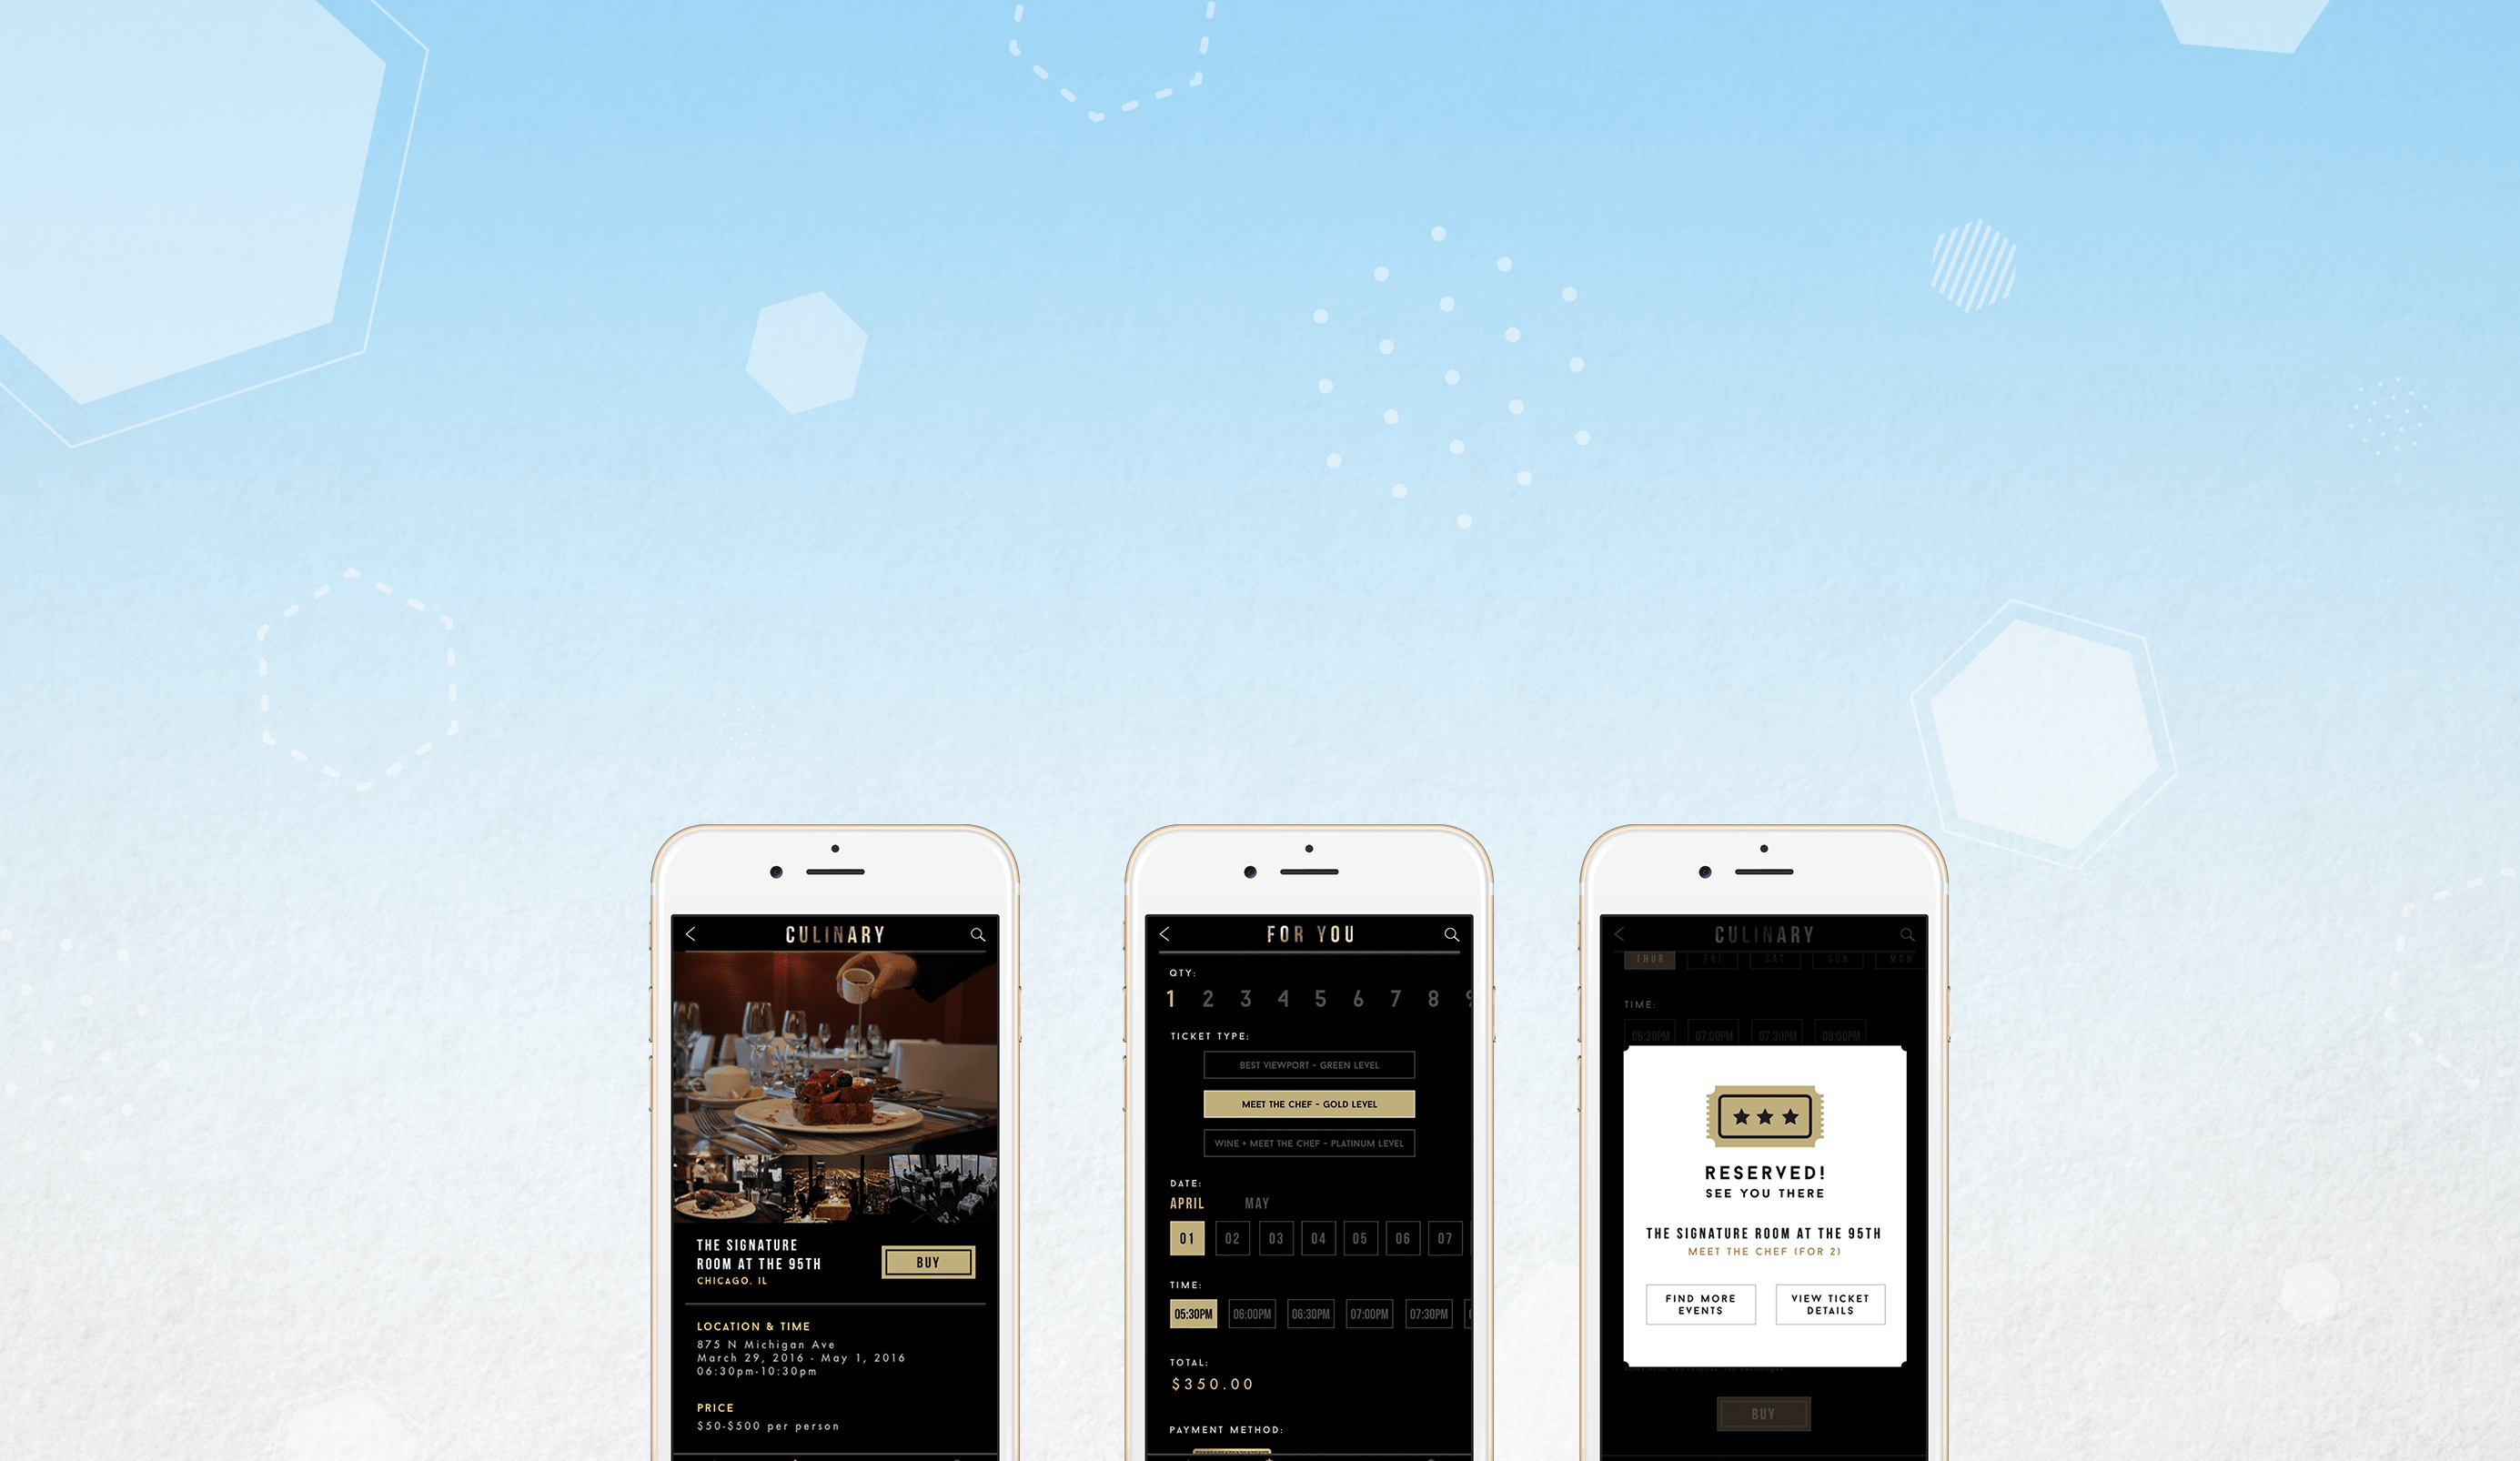 CULINARY
THE SIGNATURE
ROOM AT THE 95TH
CHICAGO, IL
BUY
LOCATION & TIME
875 N Michigan Ave
March 29, 2016 - May 1, 2016
06:30pm-10:30pm
PRICE
$50-$500 per person
FOR YOU
QTY:
1 2 3 4 5 6 7 8 9
TICKET TYPE:
BEST VIEWPORT - GREEN LEVEL
MEET THE CHEF - GOLD LEVEL
WINE + MEET THE CHEF - PLATINUM LEVEL
DATE:
APRIL MAY
01 02 03 04 05 06 07
TIME:
05:30PM 06:00PM 06:30PM 07:00PM 07:30PM
TOTAL:
$350.00
PAYMENT METHOD:
CULINARY
THUR FRI SAT SUN MON
TIME:
06:30PM 07:00PM 07:30PM 08:00PM
RESERVED!
SEE YOU THERE
THE SIGNATURE ROOM AT THE 95TH
MEET THE CHEF (FOR 2)
FIND MORE
EVENTS
VIEW TICKET
DETAILS
BUY